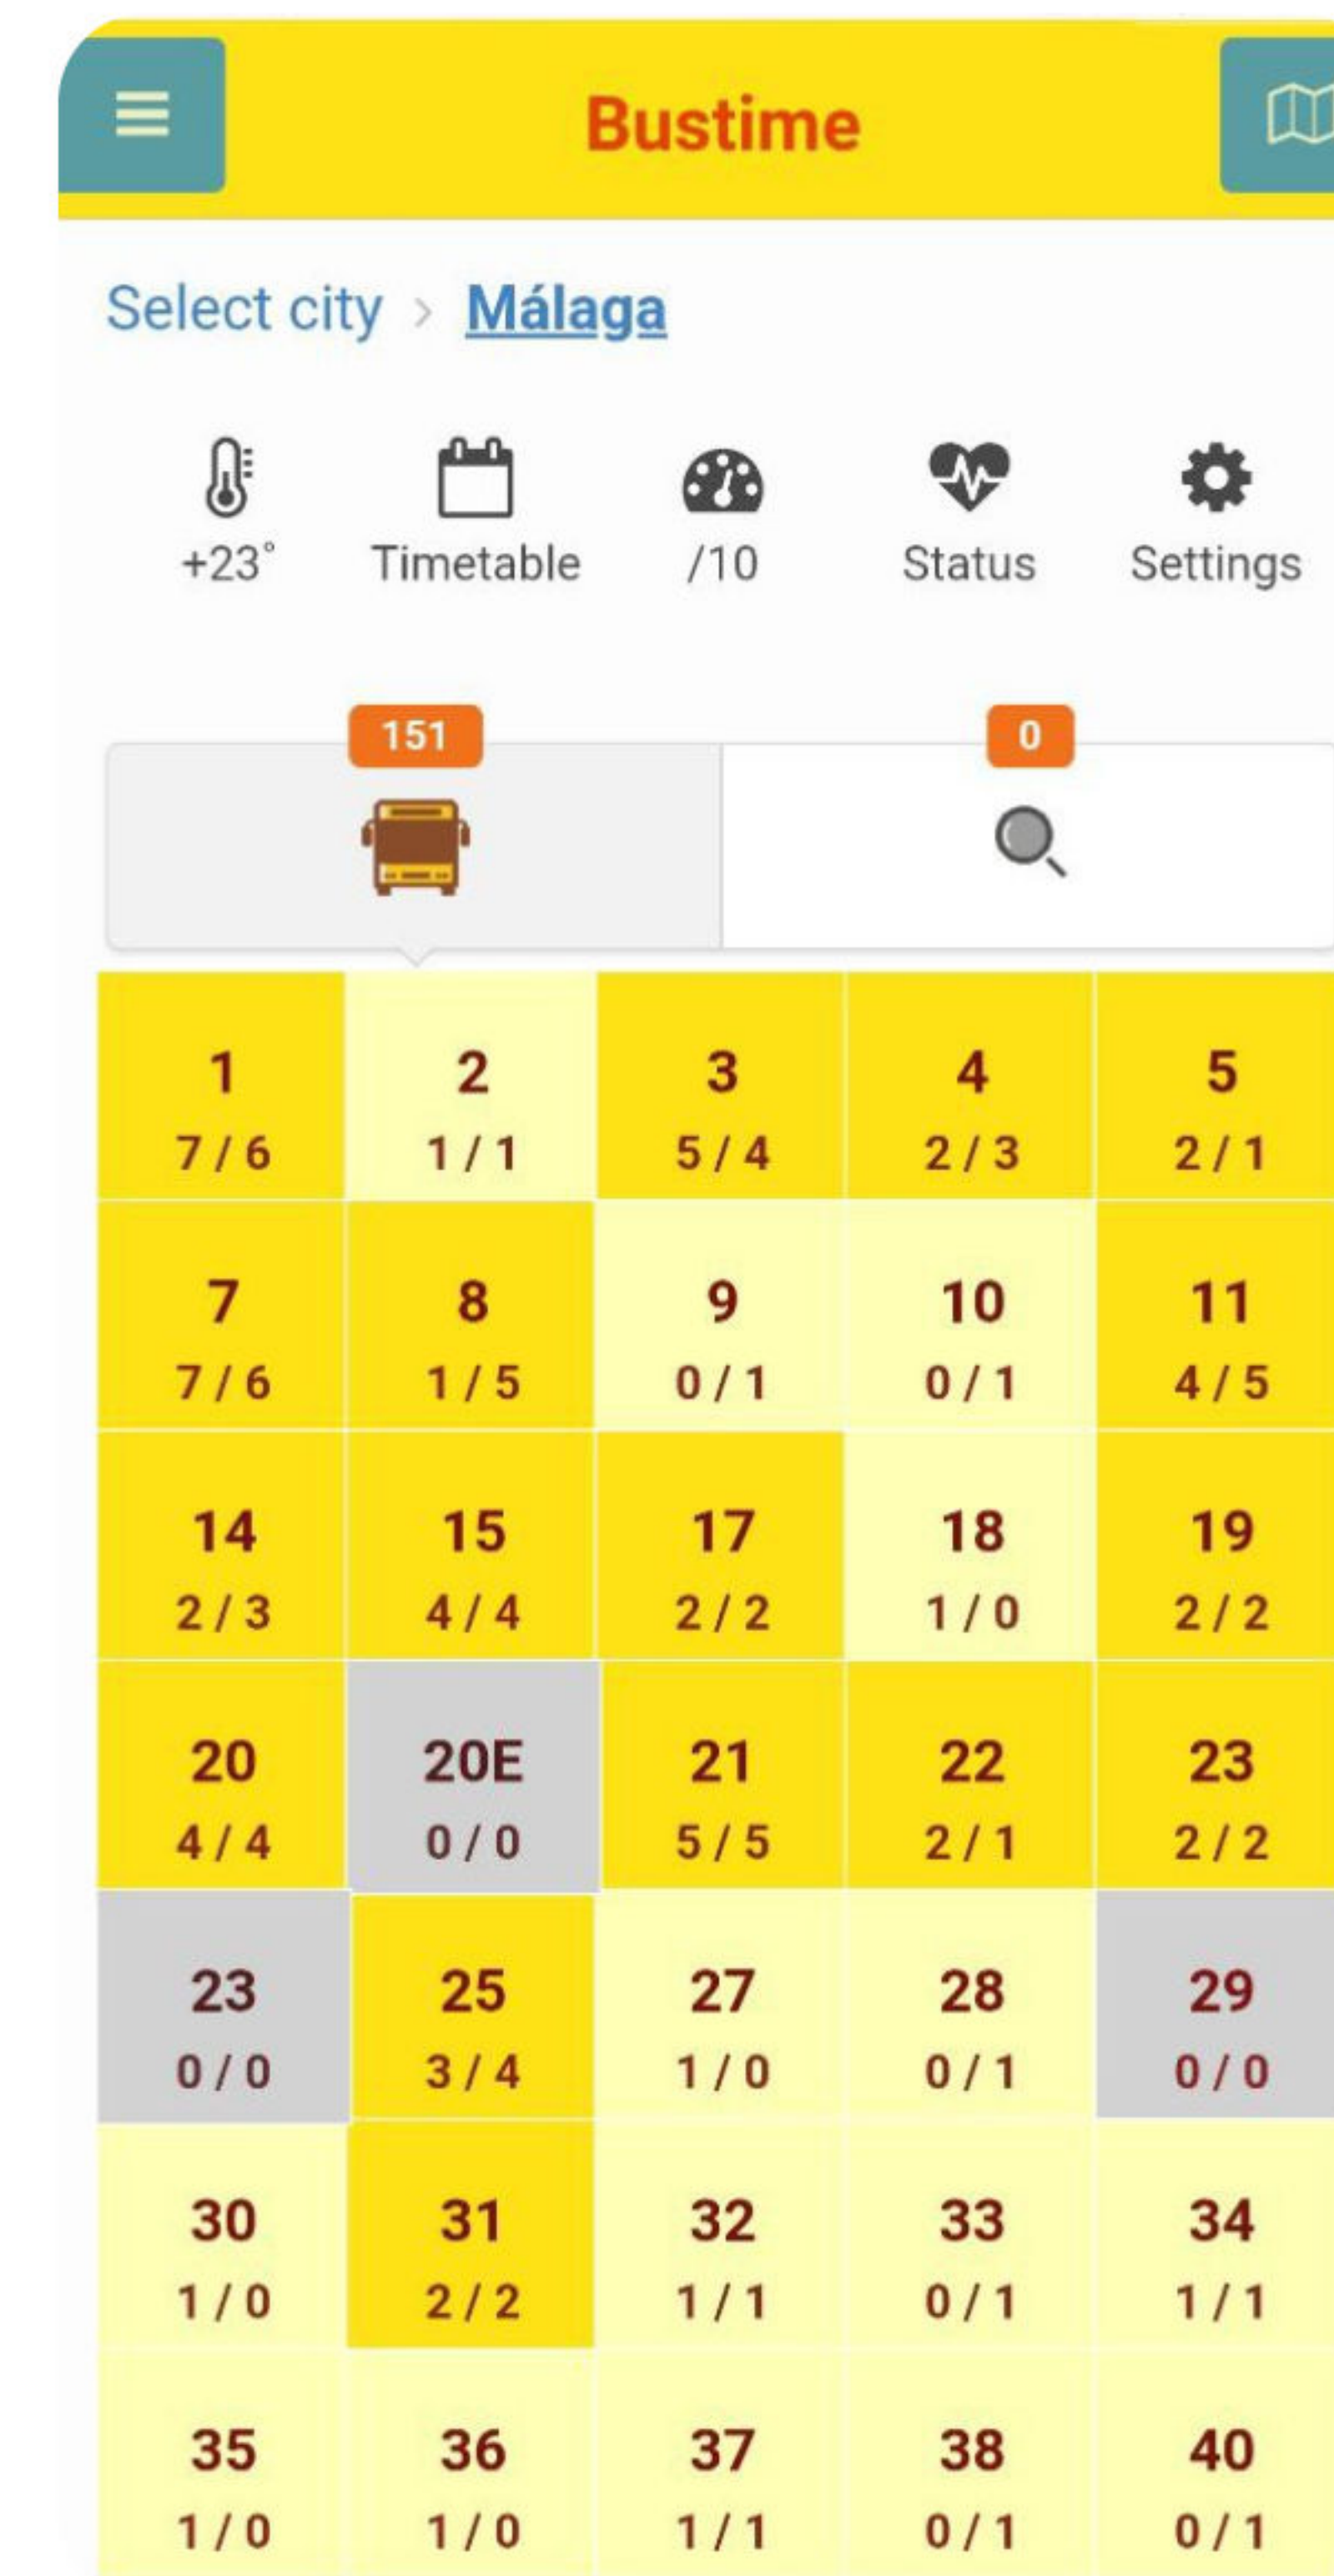 Bustime
Select city > Málaga
+23° Timetable /10 Status Settings
151 0
1 2 3 4 5
7 / 6 1 / 1 5 / 4 2 / 3 2 / 1
7 8 9 10 11
7 / 6 1 / 5 0 / 1 0 / 1 4 / 5
14 15 17 18 19
2 / 3 4 / 4 2 / 2 1 / 0 2 / 2
20 20E 21 22 23
4 / 4 0 / 0 5 / 5 2 / 1 2 / 2
23 25 27 28 29
0 / 0 3 / 4 1 / 0 0 / 1 0 / 0
30 31 32 33 34
1 / 0 2 / 2 1 / 1 0 / 1 1 / 1
35 36 37 38 40
1 / 0 1 / 0 1 / 1 0 / 1 0 / 1